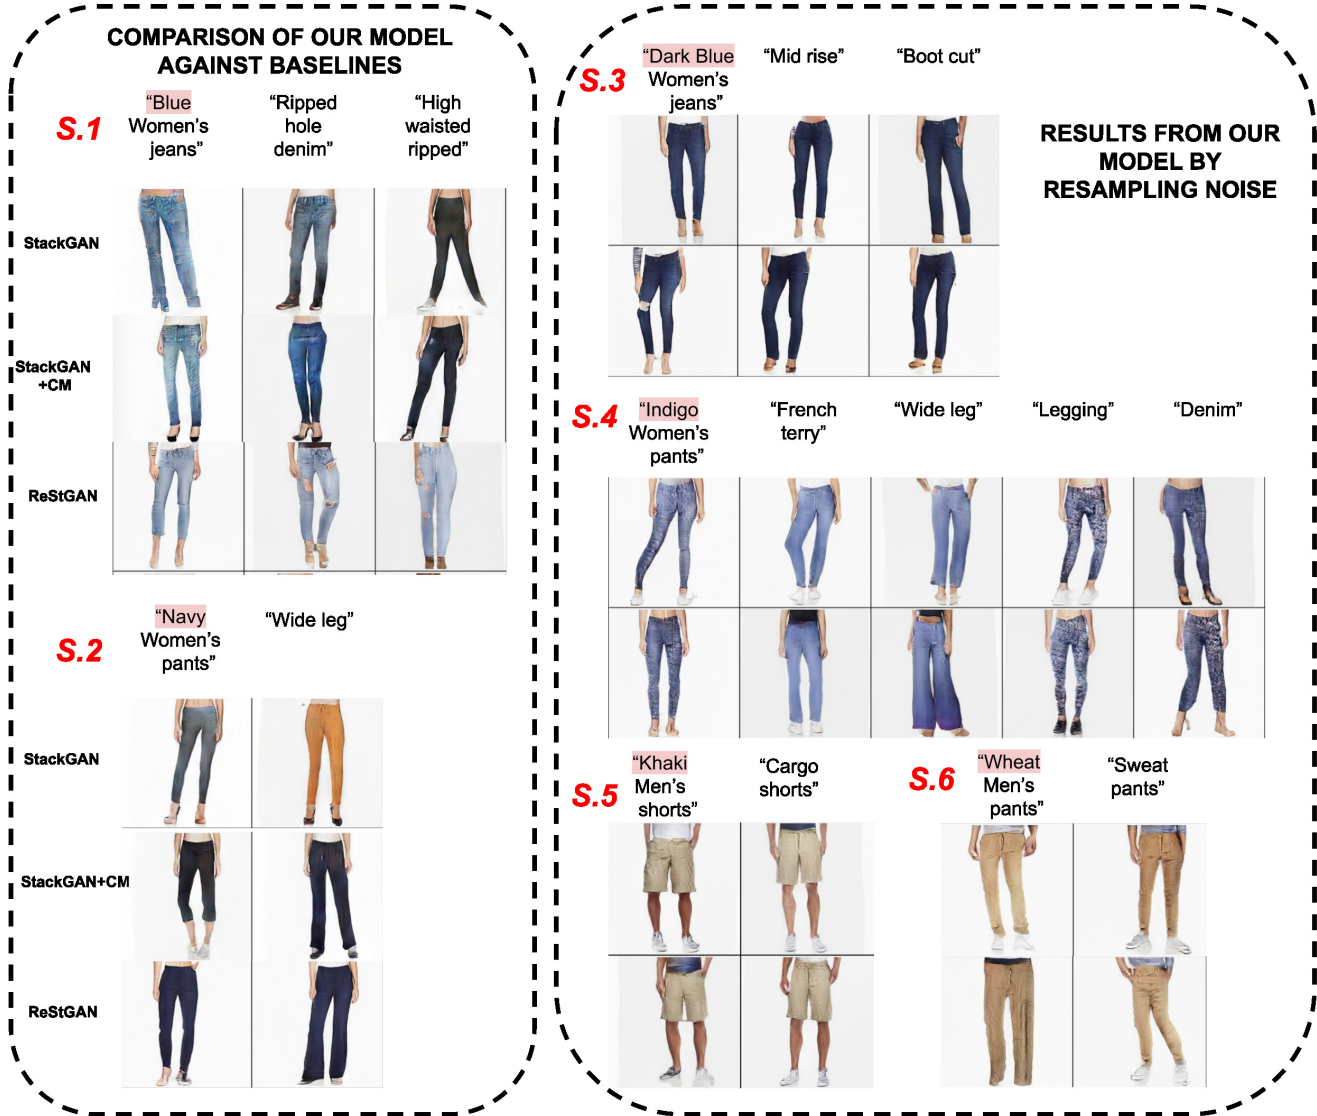 COMPARISON OF OUR MODEL
AGAINST BASELINES
S.1
“Blue
Women’s
jeans”
“Ripped
hole
denim”
“High
waisted
ripped”
StackGAN
StackGAN
+CM
ReStGAN
S.2
“Navy
Women’s
pants”
“Wide leg”
StackGAN
StackGAN+CM
ReStGAN
S.3
“Dark Blue
Women’s
jeans”
“Mid rise”
“Boot cut”
RESULTS FROM OUR
MODEL BY
RESAMPLING NOISE
S.4
“Indigo
Women’s
pants”
“French
terry”
“Wide leg”
“Legging”
“Denim”
S.5
“Khaki
Men’s
shorts”
“Cargo
shorts”
S.6
“Wheat
Men’s
pants”
“Sweat
pants”